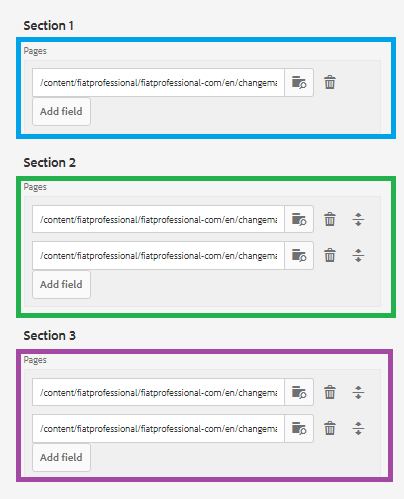 Section 1
Pages
/content/fiatprofessional/fiatprofessional-com/en/changema
Add field
Section 2
Pages
/content/fiatprofessional/fiatprofessional-com/en/changema
/content/fiatprofessional/fiatprofessional-com/en/changema
Add field
Section 3
Pages
/content/fiatprofessional/fiatprofessional-com/en/changema
/content/fiatprofessional/fiatprofessional-com/en/changema
Add field